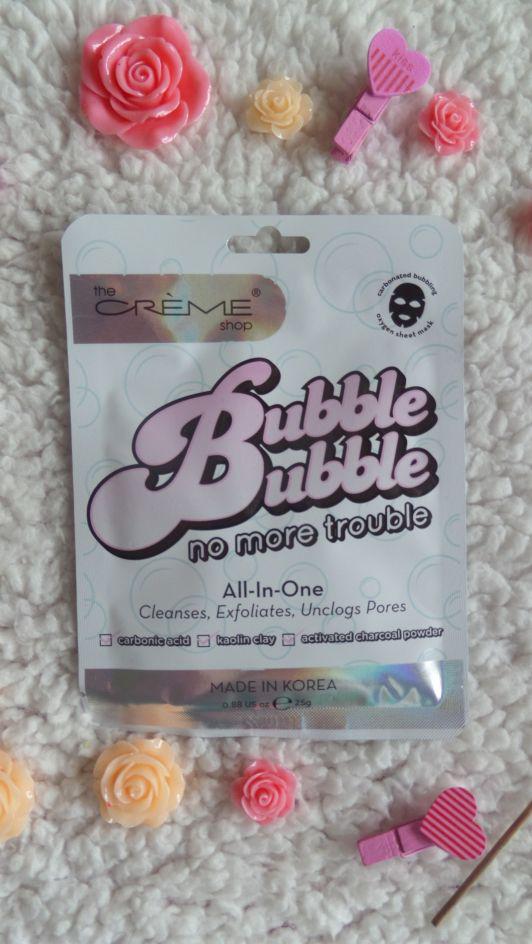 kiss
the
CRÈME®
shop
carbonated bubbling
oxygen sheet mask
Bubble
Bubble
no more trouble
All-In-One
Cleanses, Exfoliates, Unclogs Pores
carbonic acid kaolin clay activated charcoal powder
MADE IN KOREA
0.88 US oz ℮ 25g